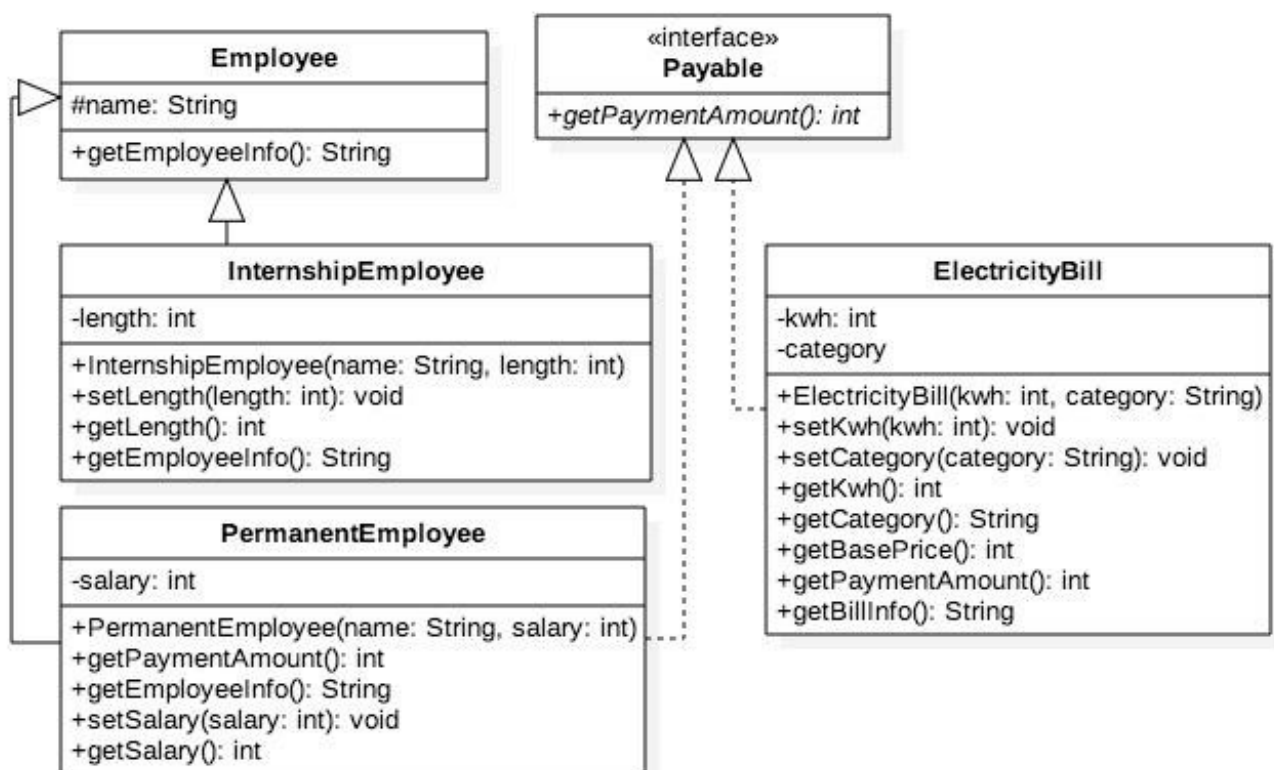 Employee
#name: String
+getEmployeeInfo(): String
«interface»
Payable
+getPaymentAmount(): int
InternshipEmployee
-length: int
+InternshipEmployee(name: String, length: int)
+setLength(length: int): void
+getLength(): int
+getEmployeeInfo(): String
ElectricityBill
-kwh: int
-category
+ElectricityBill(kwh: int, category: String)
+setKwh(kwh: int): void
+setCategory(category: String): void
+getKwh(): int
+getCategory(): String
+getBasePrice(): int
+getPaymentAmount(): int
+getBillInfo(): String
PermanentEmployee
-salary: int
+PermanentEmployee(name: String, salary: int)
+getPaymentAmount(): int
+getEmployeeInfo(): String
+setSalary(salary: int): void
+getSalary(): int